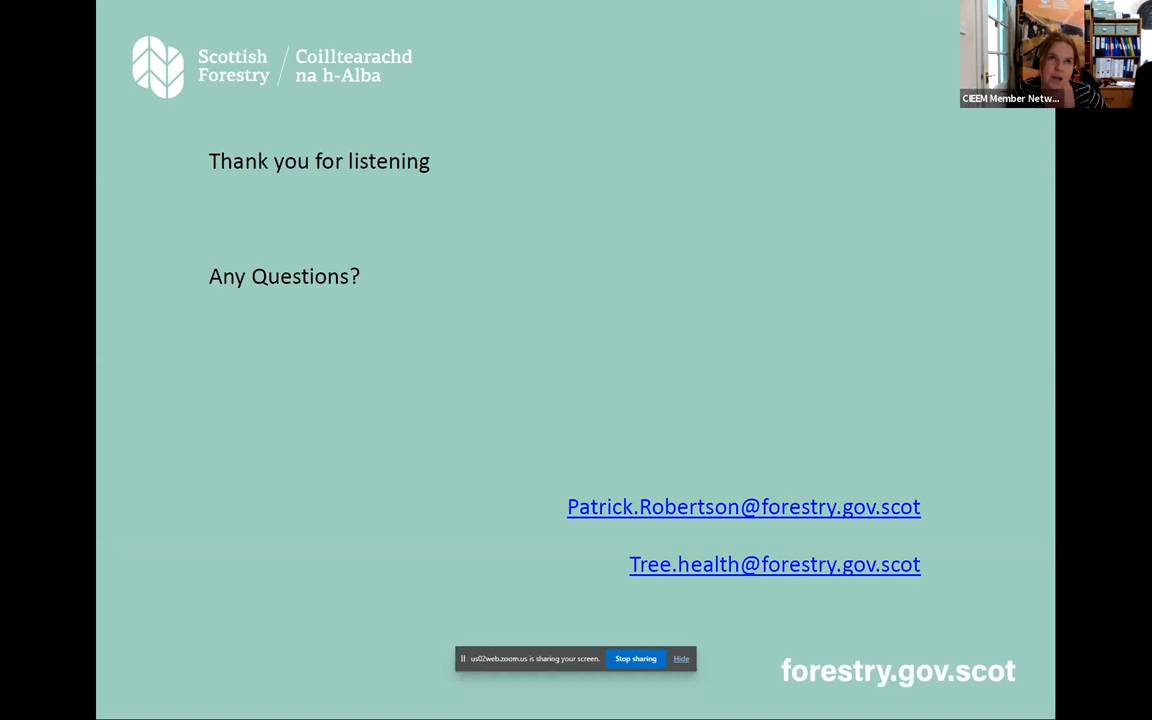 Scottish
Forestry
Coilltearachd
na h-Alba
CIEEM Member Netw...
Thank you for listening
Any Questions?
Patrick.Robertson@forestry.gov.scot
Tree.health@forestry.gov.scot
us02web.zoom.us is sharing your screen. Stop sharing Hide
forestry.gov.scot